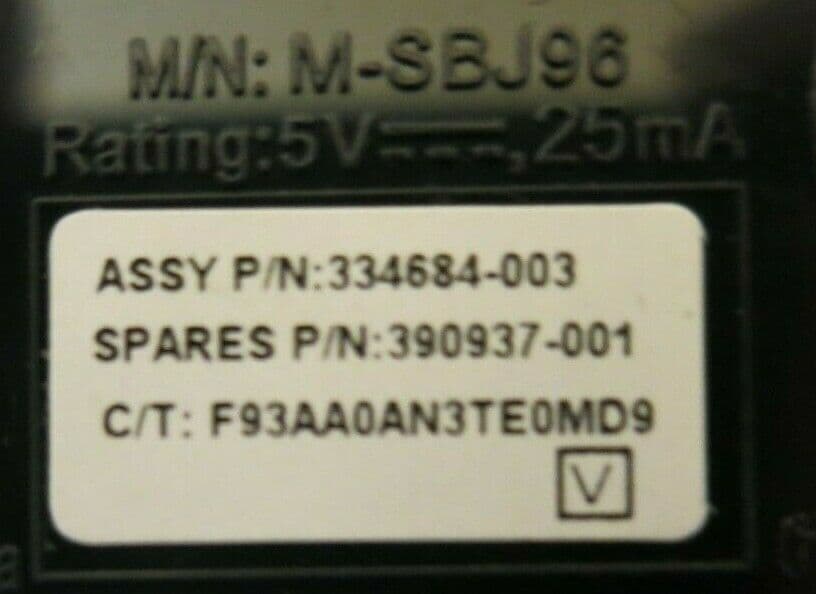 M/N: M-SBJ96
Rating:5V⎓,25mA
ASSY P/N:334684-003
SPARES P/N:390937-001
C/T: F93AA0AN3TE0MD9
V